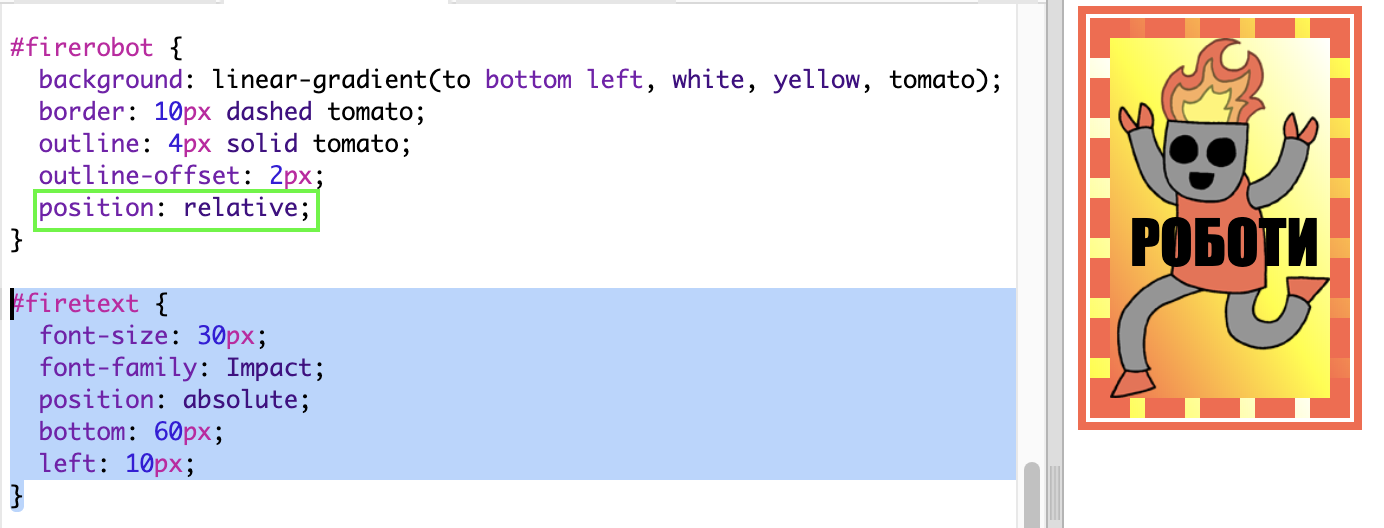 #firerobot {
background: linear-gradient(to bottom left, white, yellow, tomato);
border: 10px dashed tomato;
outline: 4px solid tomato;
outline-offset: 2px;
position: relative;
}
#firetext {
font-size: 30px;
font-family: Impact;
position: absolute;
bottom: 60px;
left: 10px;
}
РОБОТИ